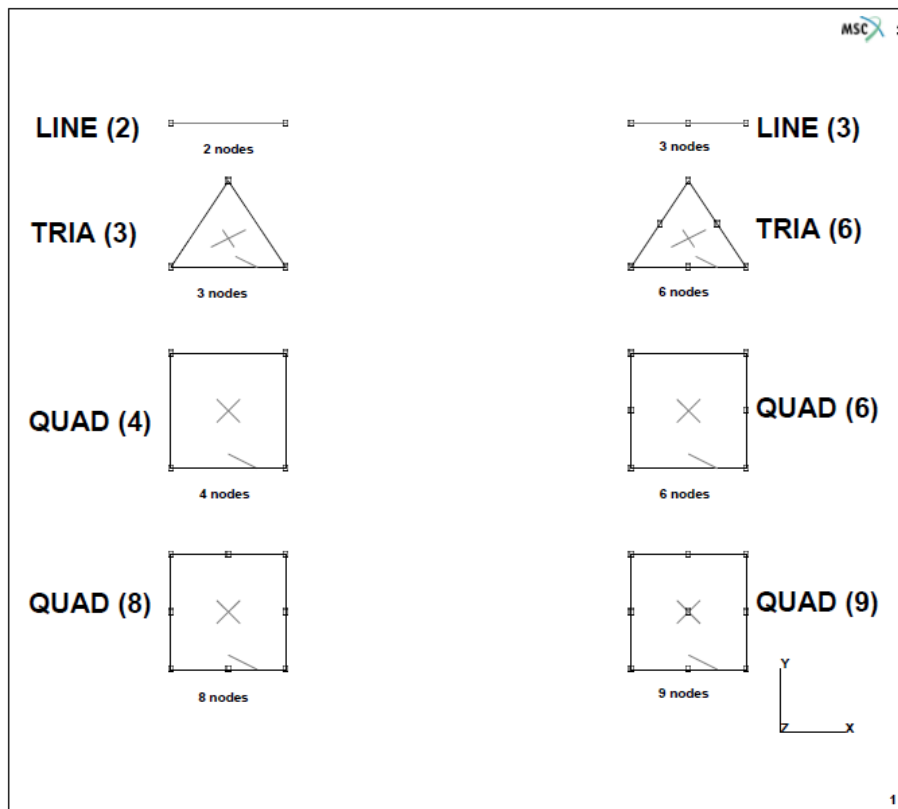 MSC
LINE (2)
2 nodes
LINE (3)
3 nodes
TRIA (3)
3 nodes
TRIA (6)
6 nodes
QUAD (4)
4 nodes
QUAD (6)
6 nodes
QUAD (8)
8 nodes
QUAD (9)
9 nodes
Y
Z
X
1